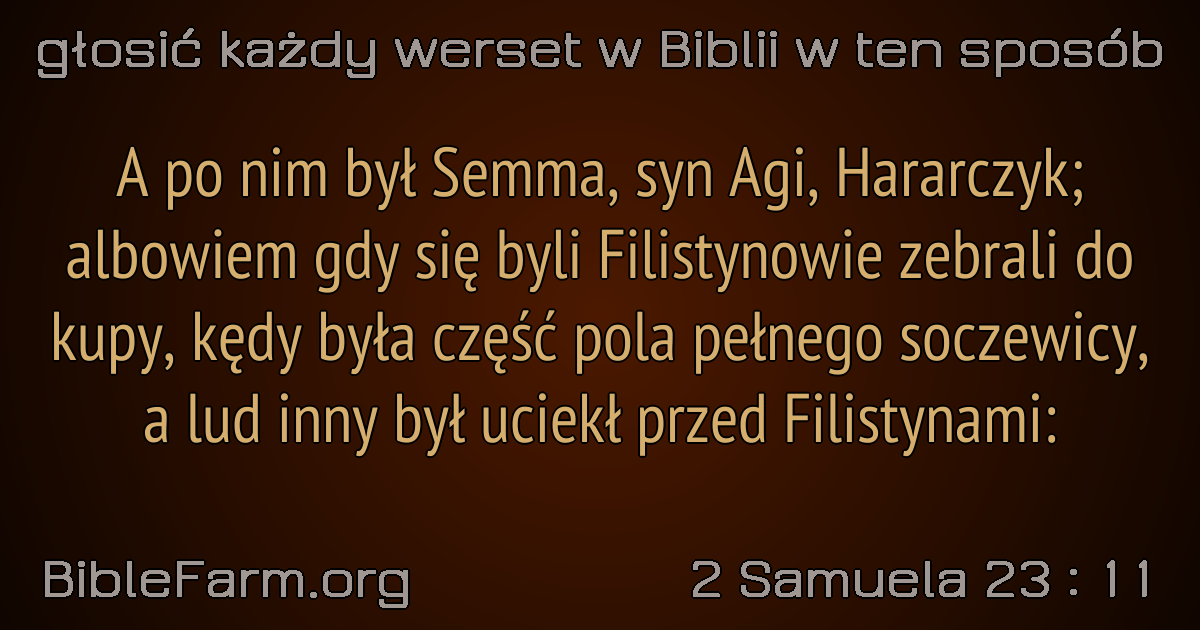 głosić każdy werset w Biblii w ten sposób
A po nim był Semma, syn Agi, Hararczyk;
albowiem gdy się byli Filistynowie zebrali do
kupy, kędy była część pola pełnego soczewicy,
a lud inny był uciekł przed Filistynami:
BibleFarm.org
2 Samuela 23 : 11